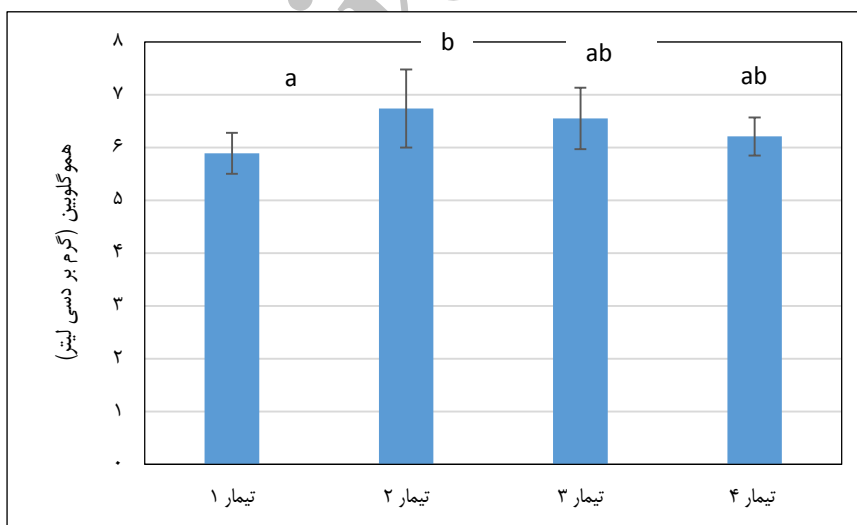 هموگلوبین (گرم بر دسی لیتر)
۸
۷
۶
۵
۴
۳
۲
۱
۰
a
b
ab
ab
تیمار ۱
تیمار ۲
تیمار ۳
تیمار ۴